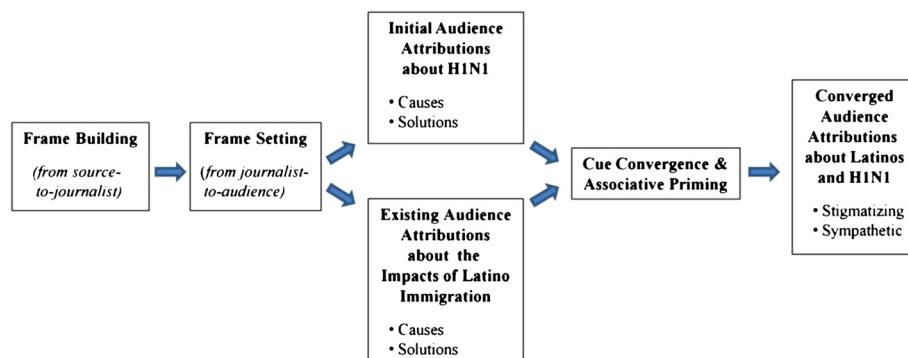 Frame Building
(from source-
to-journalist)
Frame Setting
(from journalist-
to-audience)
Initial Audience
Attributions
about H1N1
• Causes
• Solutions
Existing Audience
Attributions
about the
Impacts of Latino
Immigration
• Causes
• Solutions
Cue Convergence &
Associative Priming
Converged
Audience
Attributions
about Latinos
and H1N1
• Stigmatizing
• Sympathetic